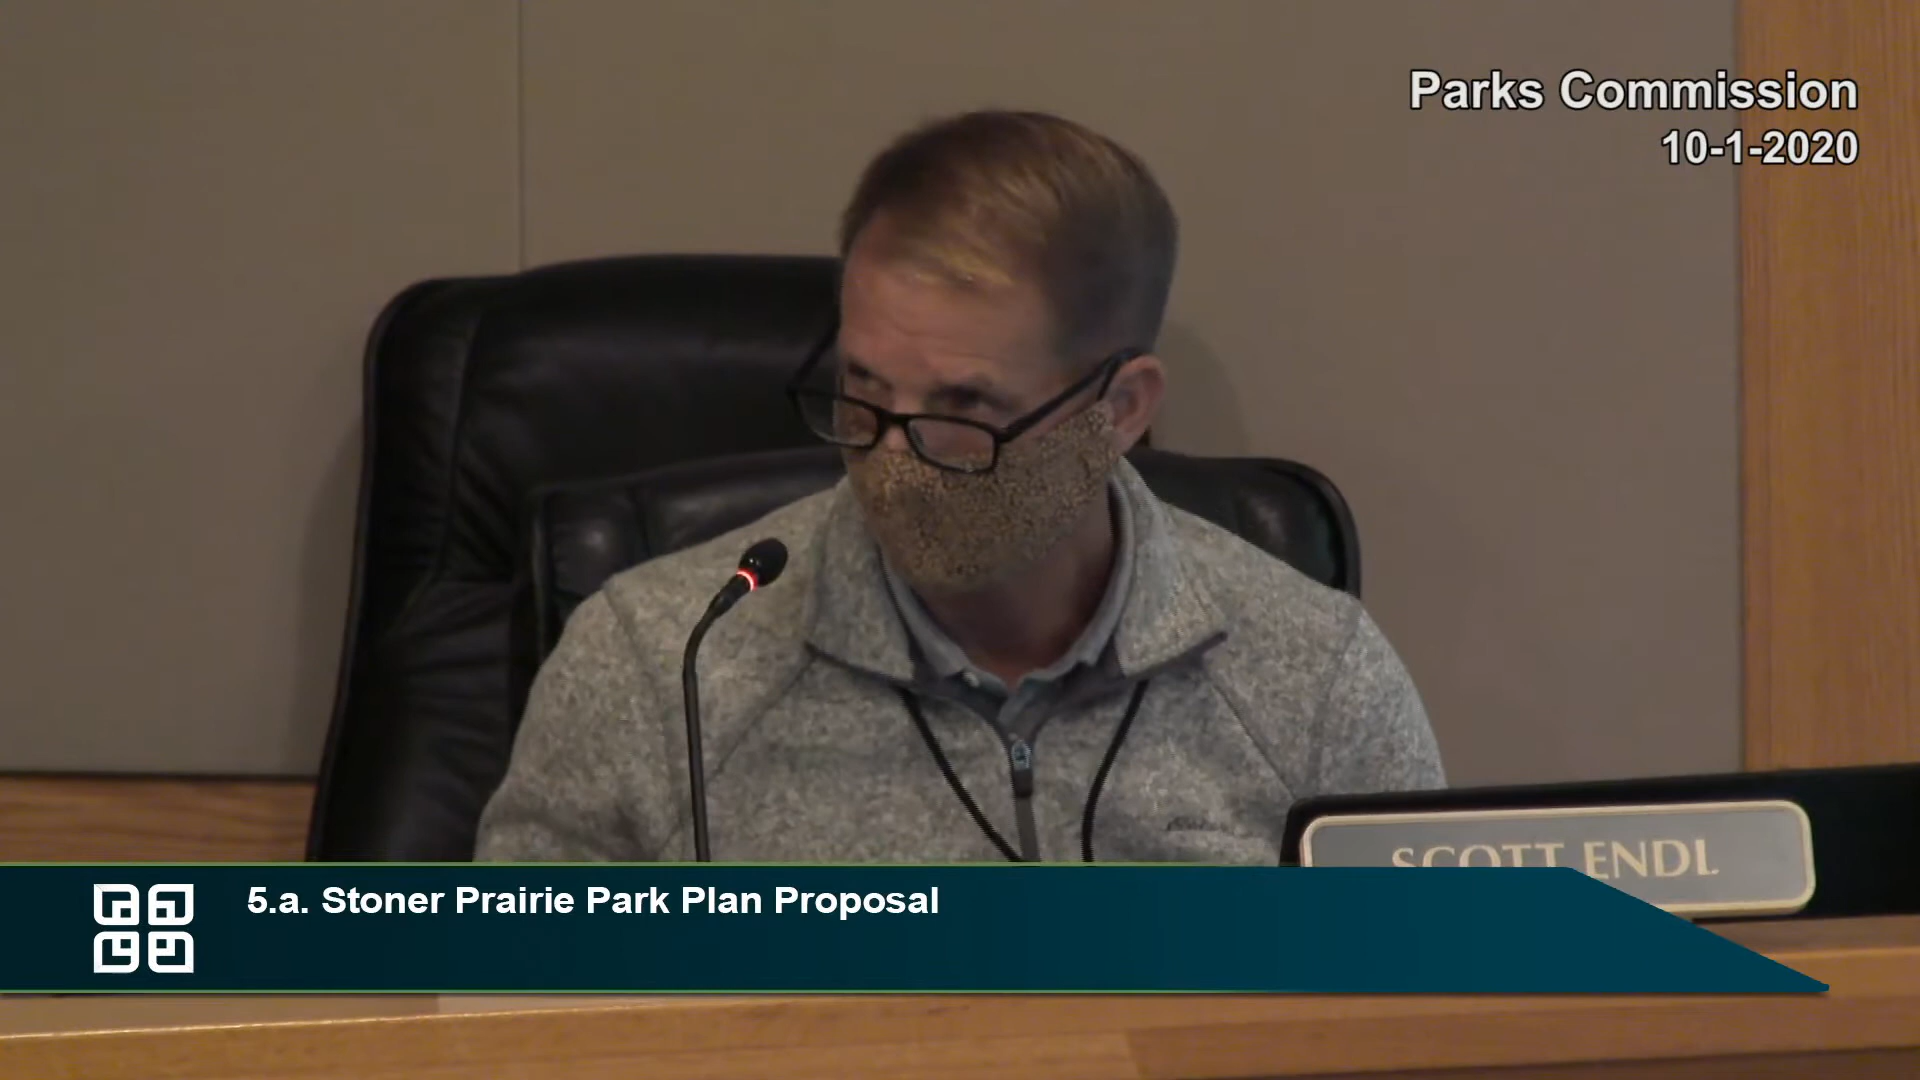 Parks Commission
10-1-2020
SCOTT ENDL
5.a. Stoner Prairie Park Plan Proposal